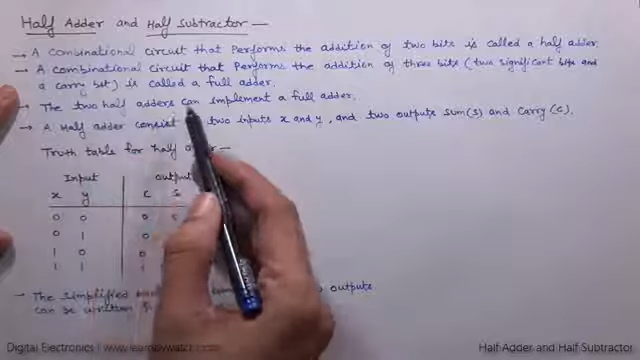 Half Adder and Half Subtractor —
→ A combinational circuit that performs the addition of two bits is called a half adder.
→ A combinational circuit that performs the addition of three bits (two significant bits and
a carry bit) is called a full adder.
→ The two half adders can implement a full adder.
→ A Half adder consist two inputs x and y, and two outputs sum(s) and carry (c).
Truth table for half
Input Output
x y C S
0 0 0
0 1 0
1 0 0
1 1 1
→ The simplified outputs
can be written
Digital Electronics | Half-Adder and Half-Subtractor